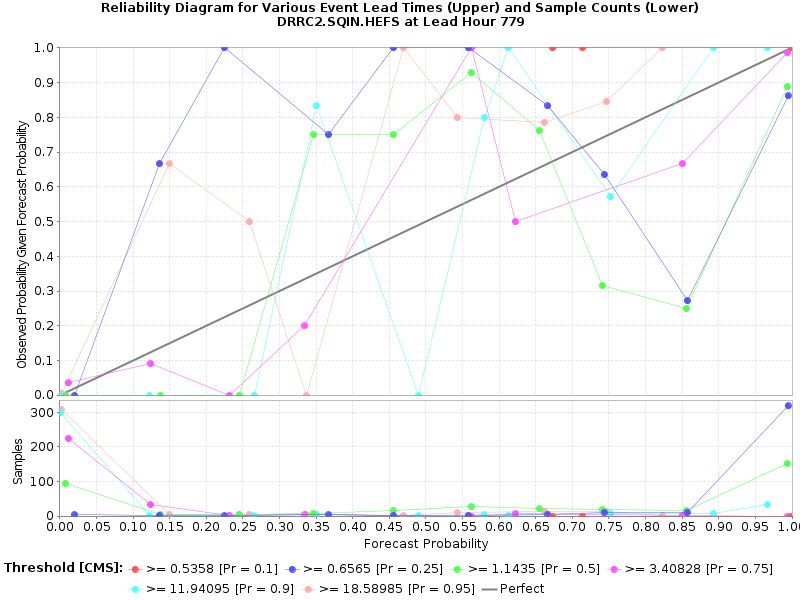 Reliability Diagram for Various Event Lead Times (Upper) and Sample Counts (Lower)
DRRC2.SQIN.HEFS at Lead Hour 779
Observed Probability Given Forecast Probability
1.0
0.9
0.8
0.7
0.6
0.5
0.4
0.3
0.2
0.1
0.0
Samples
300
200
100
0
0.00 0.05 0.10 0.15 0.20 0.25 0.30 0.35 0.40 0.45 0.50 0.55 0.60 0.65 0.70 0.75 0.80 0.85 0.90 0.95 1.0
Forecast Probability
Threshold [CMS]: >= 0.5358 [Pr = 0.1] >= 0.6565 [Pr = 0.25] >= 1.1435 [Pr = 0.5] >= 3.40828 [Pr = 0.75]
>= 11.94095 [Pr = 0.9] >= 18.58985 [Pr = 0.95] Perfect